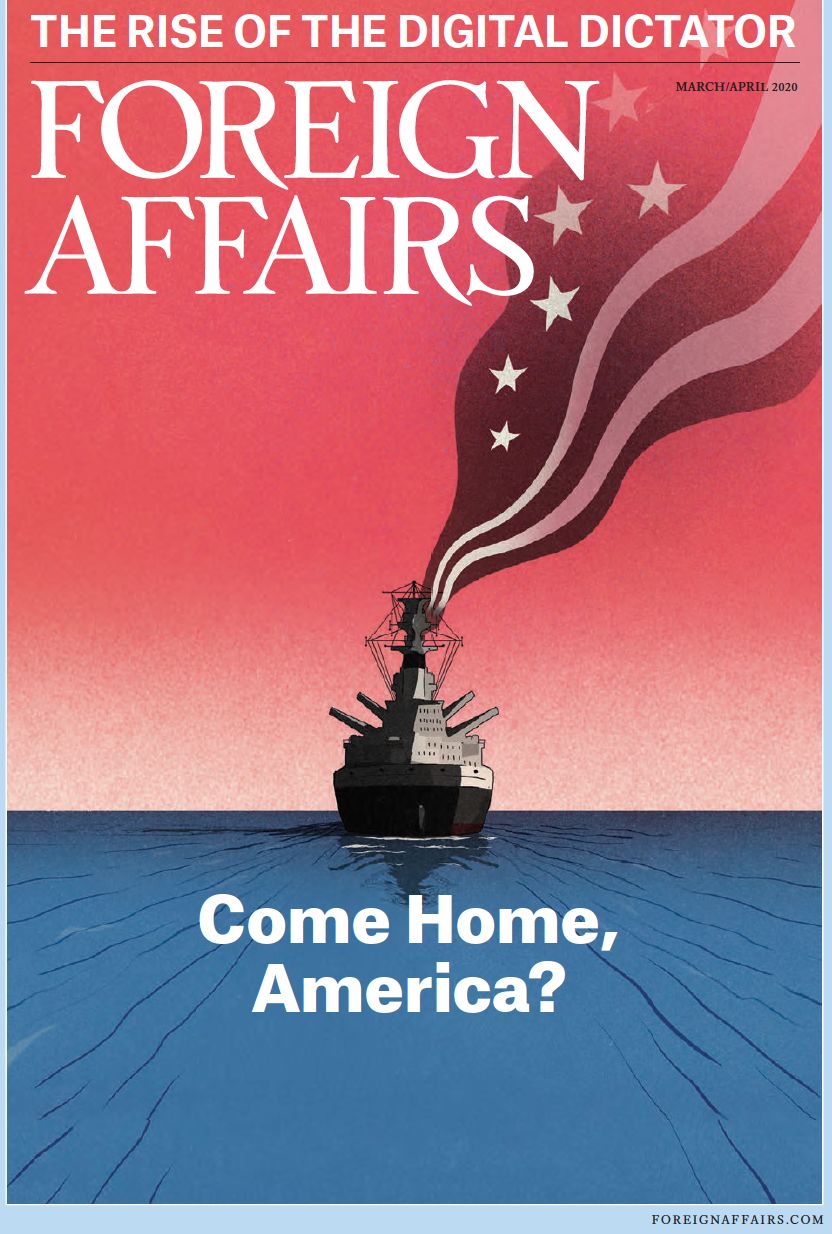 THE RISE OF THE DIGITAL DICTATOR
MARCH/APRIL 2020
FOREIGN
AFFAIRS
Come Home,
America?
FOREIGNAFFAIRS.COM